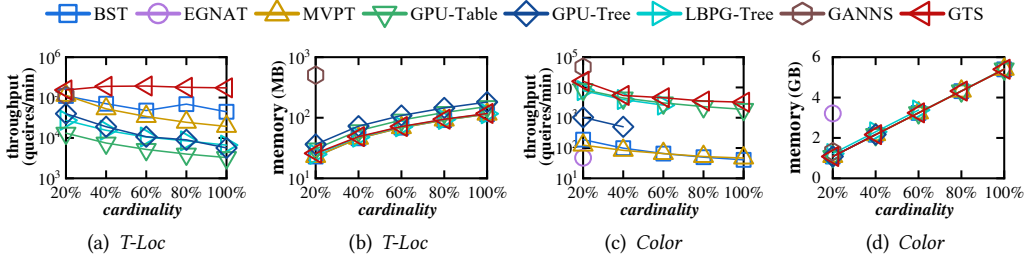 BST EGNAT MVPT GPU-Table GPU-Tree LBPG-Tree GANNS GTS
throughput
(queires/min)
10^6
10^5
10^4
10^3
20% 40% 60% 80% 100%
cardinality
(a) T-Loc
memory (MB)
10^3
10^2
10^1
20% 40% 60% 80% 100%
cardinality
(b) T-Loc
throughput
(queires/min)
10^5
10^4
10^3
10^2
10^1
20% 40% 60% 80% 100%
cardinality
(c) Color
memory (GB)
6
4
2
0
20% 40% 60% 80% 100%
cardinality
(d) Color